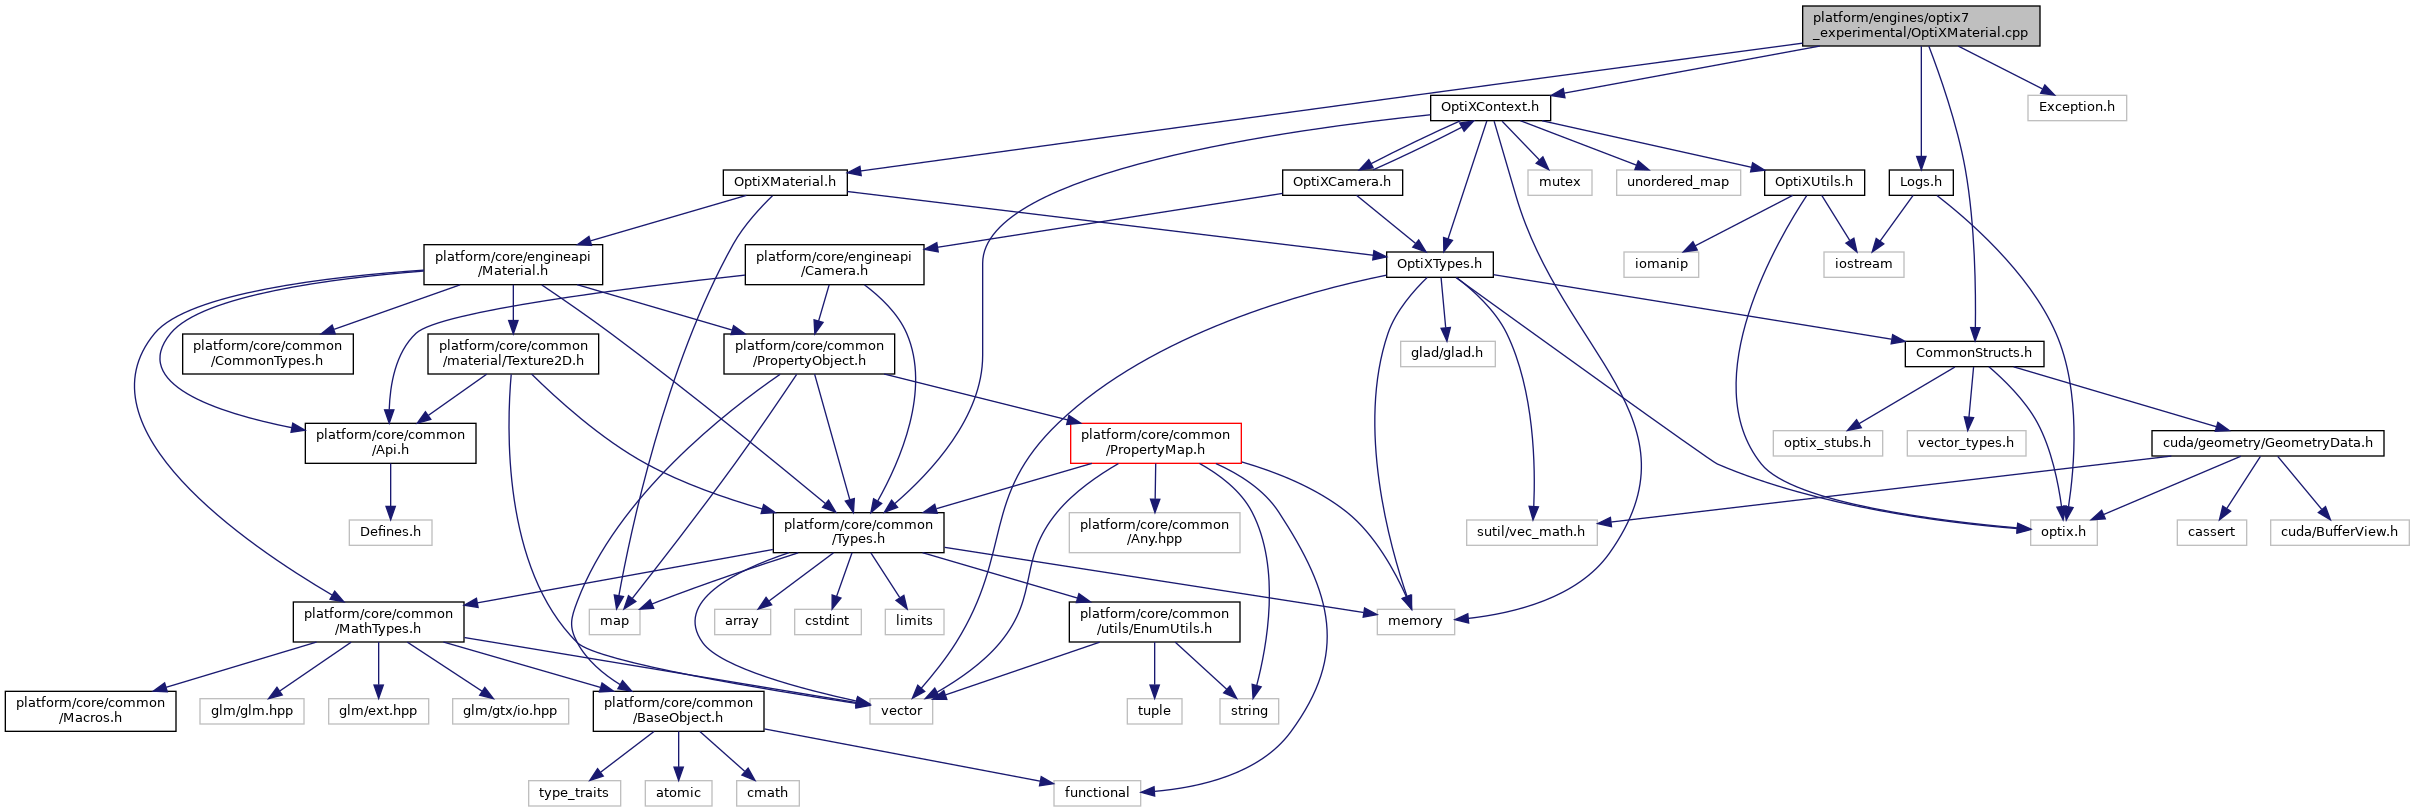 platform/engines/optix7
_experimental/OptiXMaterial.cpp
OptiXContext.h
Exception.h
OptiXMaterial.h
OptiXCamera.h
mutex
unordered_map
OptiXUtils.h
Logs.h
platform/core/engineapi
/Material.h
platform/core/engineapi
/Camera.h
OptiXTypes.h
iomanip
iostream
platform/core/common
/CommonTypes.h
platform/core/common
/material/Texture2D.h
platform/core/common
/PropertyObject.h
glad/glad.h
CommonStructs.h
platform/core/common
/Api.h
platform/core/common
/PropertyMap.h
optix_stubs.h
vector_types.h
cuda/geometry/GeometryData.h
Defines.h
platform/core/common
/Types.h
platform/core/common
/Any.hpp
sutil/vec_math.h
optix.h
cassert
cuda/BufferView.h
platform/core/common
/MathTypes.h
map
array
cstdint
limits
platform/core/common
/utils/EnumUtils.h
memory
platform/core/common
/Macros.h
glm/glm.hpp
glm/ext.hpp
glm/gtx/io.hpp
platform/core/common
/BaseObject.h
vector
tuple
string
type_traits
atomic
cmath
functional